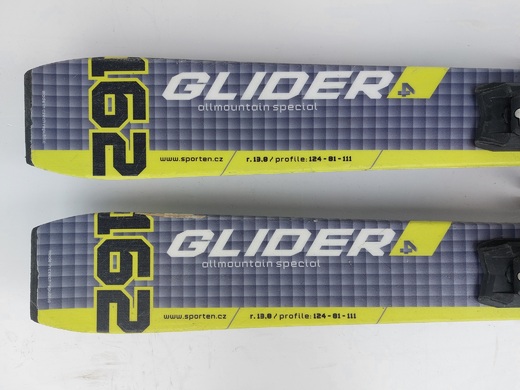 162
GLIDER 4
allmountain special
www.sporten.cz / r. 13.8 / profile: 124 - 81 - 111
162
GLIDER 4
allmountain special
www.sporten.cz / r. 13.8 / profile: 124 - 81 - 111